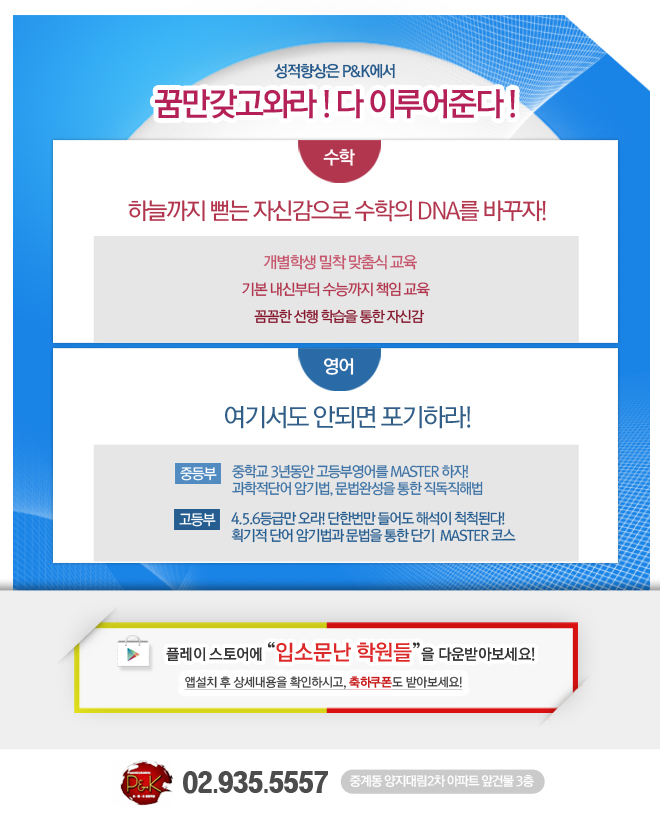 성적향상은 P&K에서
꿈만갖고와라 ! 다 이루어준다 !
수학
하늘까지 뻗는 자신감으로 수학의 DNA를 바꾸자!
개별학생 밀착 맞춤식 교육
기본 내신부터 수능까지 책임 교육
꼼꼼한 선행 학습을 통한 자신감
영어
여기서도 안되면 포기하라!
중등부
중학교 3년동안 고등부영어를 MASTER 하자!
과학적단어 암기법, 문법완성을 통한 직독직해법
고등부
4.5.6등급만 오라! 단한번만 들어도 해석이 척척된다!
획기적 단어 암기법과 문법을 통한 단기 MASTER 코스
플레이 스토어에 “입소문난 학원들”을 다운받아보세요!
앱설치 후 상세내용을 확인하시고, 축하쿠폰도 받아보세요!
P&K
02.935.5557
중계동 양지대림2차 아파트 앞건물 3층